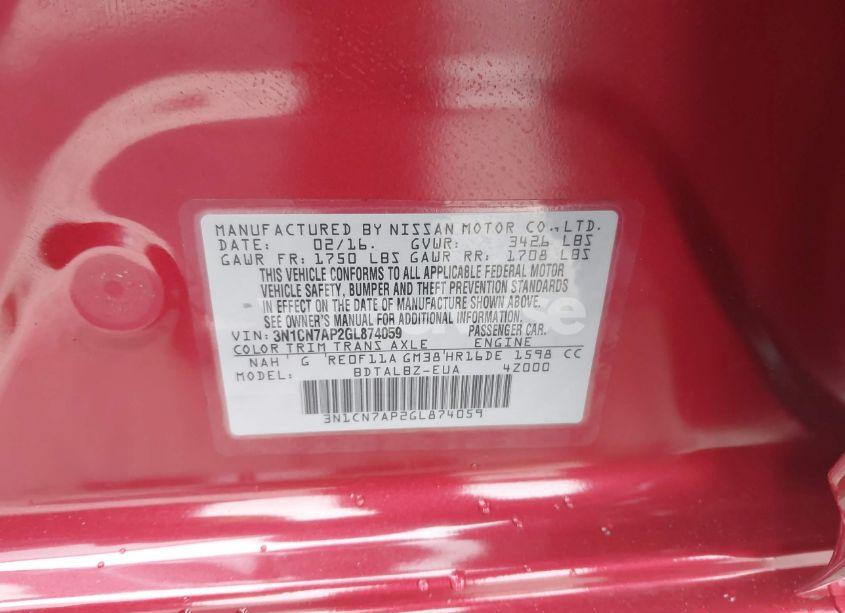 MANUFACTURED BY NISSAN MOTOR CO.,LTD.
DATE: 02/16. GVWR: 3426 LBS
GAWR FR: 1750 LBS GAWR RR: 1708 LBS
THIS VEHICLE CONFORMS TO ALL APPLICABLE FEDERAL MOTOR
VEHICLE SAFETY, BUMPER AND THEFT PREVENTION STANDARDS
IN EFFECT ON THE DATE OF MANUFACTURE SHOWN ABOVE.
SEE OWNER'S MANUAL FOR ADDITIONAL INFORMATION.
VIN: 3N1CN7AP2GL874059 PASSENGER CAR.
COLOR TRIM TRANS AXLE ENGINE
NAH G RE0F11A GM38 HR16DE 1598 CC
MODEL: BDTALBZ-EUA 4Z000
3N1CN7AP2GL874059